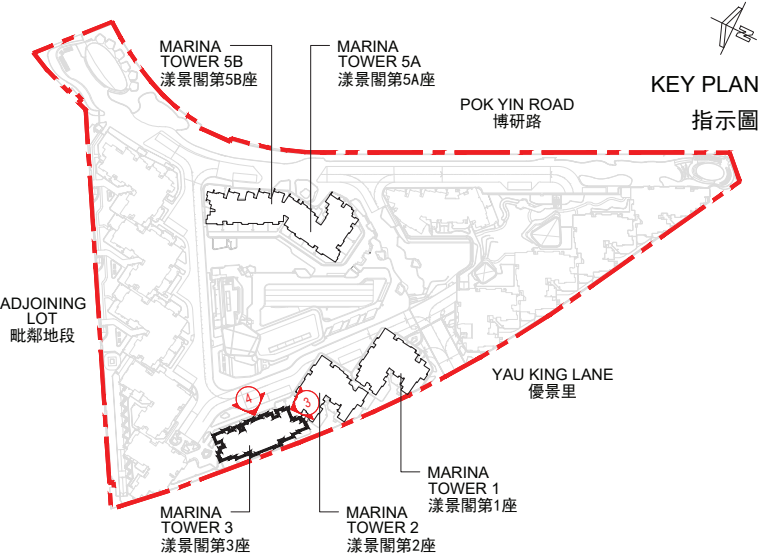 MARINA
TOWER 5B
漾景閣第5B座
MARINA
TOWER 5A
漾景閣第5A座
POK YIN ROAD
博研路
KEY PLAN
指示圖
ADJOINING
LOT
毗鄰地段
YAU KING LANE
優景里
4
3
MARINA
TOWER 1
漾景閣第1座
MARINA
TOWER 3
漾景閣第3座
MARINA
TOWER 2
漾景閣第2座